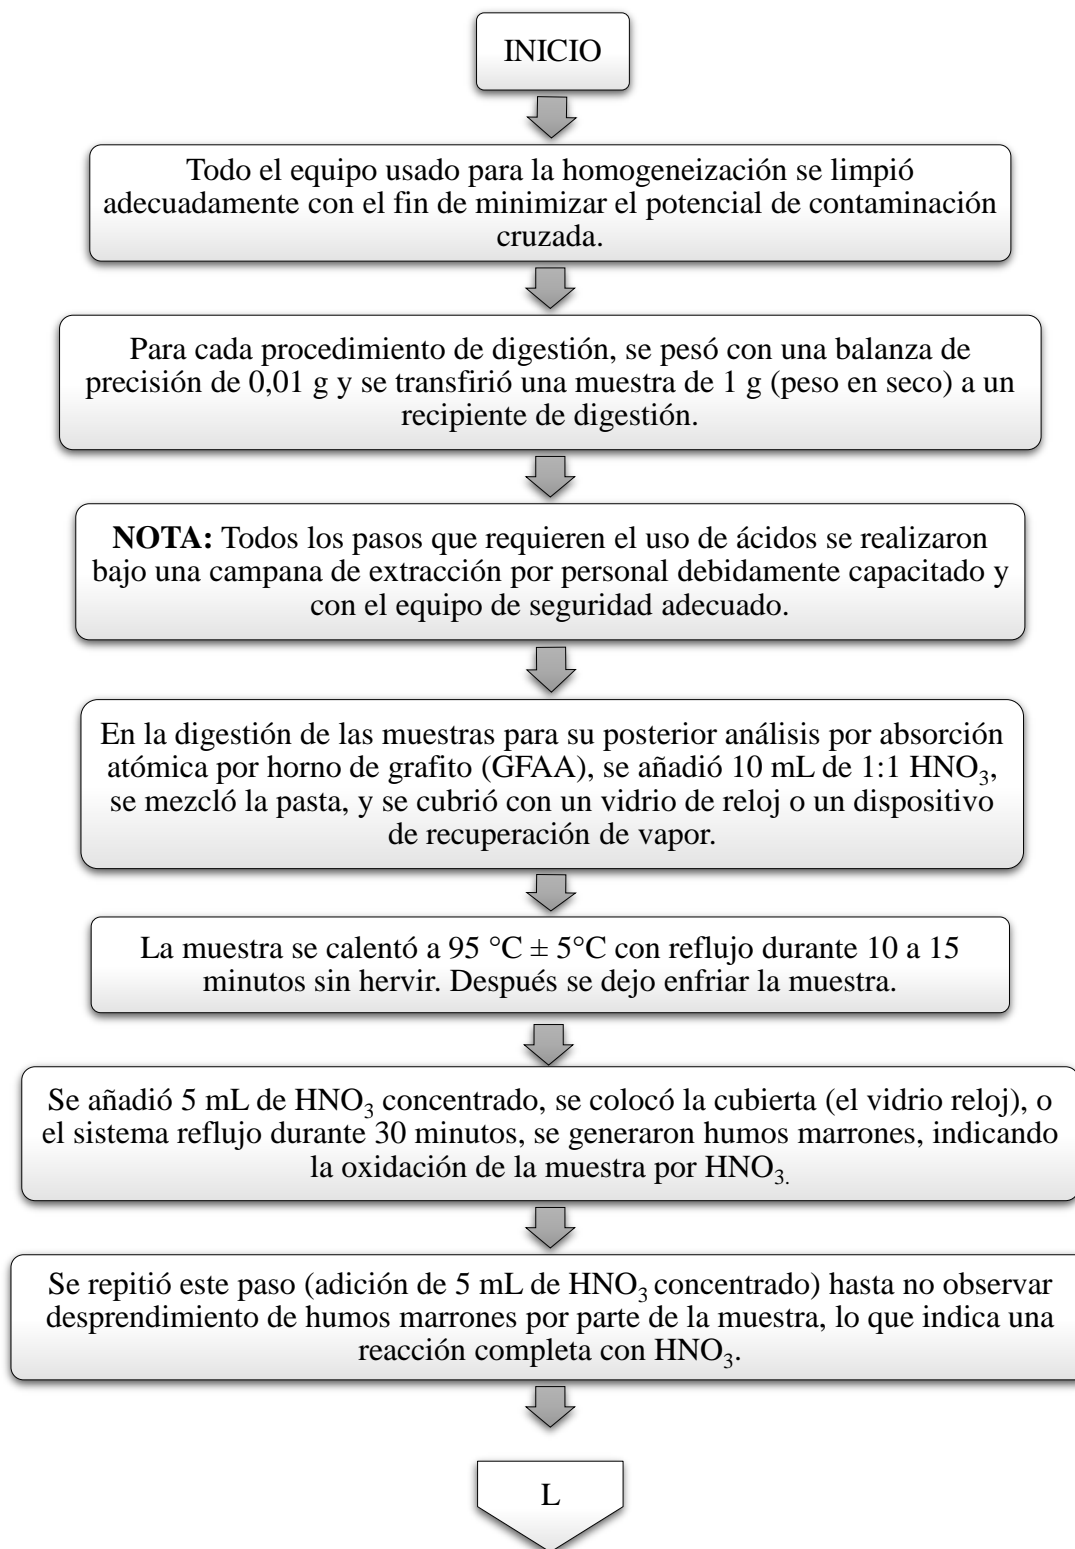 INICIO
Todo el equipo usado para la homogeneización se limpió
adecuadamente con el fin de minimizar el potencial de contaminación
cruzada.
Para cada procedimiento de digestión, se pesó con una balanza de
precisión de 0,01 g y se transfirió una muestra de 1 g (peso en seco) a un
recipiente de digestión.
NOTA: Todos los pasos que requieren el uso de ácidos se realizaron
bajo una campana de extracción por personal debidamente capacitado y
con el equipo de seguridad adecuado.
En la digestión de las muestras para su posterior análisis por absorción
atómica por horno de grafito (GFAA), se añadió 10 mL de 1:1 HNO₃,
se mezcló la pasta, y se cubrió con un vidrio de reloj o un dispositivo
de recuperación de vapor.
La muestra se calentó a 95 °C ± 5°C con reflujo durante 10 a 15
minutos sin hervir. Después se dejo enfriar la muestra.
Se añadió 5 mL de HNO₃ concentrado, se colocó la cubierta (el vidrio reloj), o
el sistema reflujo durante 30 minutos, se generaron humos marrones, indicando
la oxidación de la muestra por HNO₃.
Se repitió este paso (adición de 5 mL de HNO₃ concentrado) hasta no observar
desprendimiento de humos marrones por parte de la muestra, lo que indica una
reacción completa con HNO₃.
L